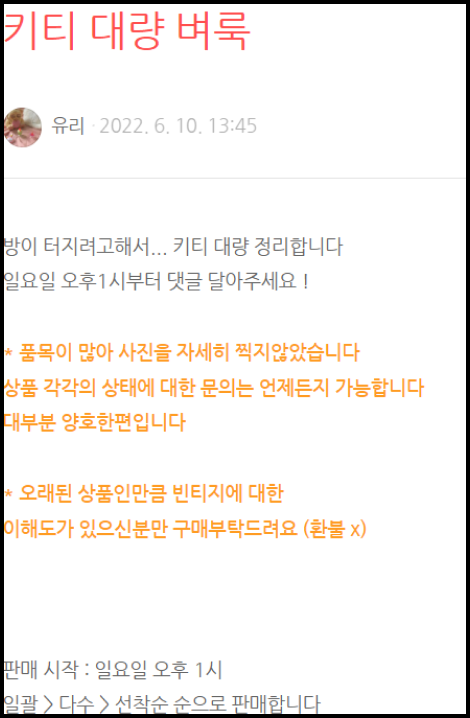 키티 대량 벼룩
유리 · 2022. 6. 10. 13:45
방이 터지려고해서... 키티 대량 정리합니다
일요일 오후1시부터 댓글 달아주세요 !
* 품목이 많아 사진을 자세히 찍지않았습니다
상품 각각의 상태에 대한 문의는 언제든지 가능합니다
대부분 양호한편입니다
* 오래된 상품인만큼 빈티지에 대한
이해도가 있으신분만 구매부탁드려요 (환불 x)
판매 시작 : 일요일 오후 1시
일괄 > 다수 > 선착순 순으로 판매합니다